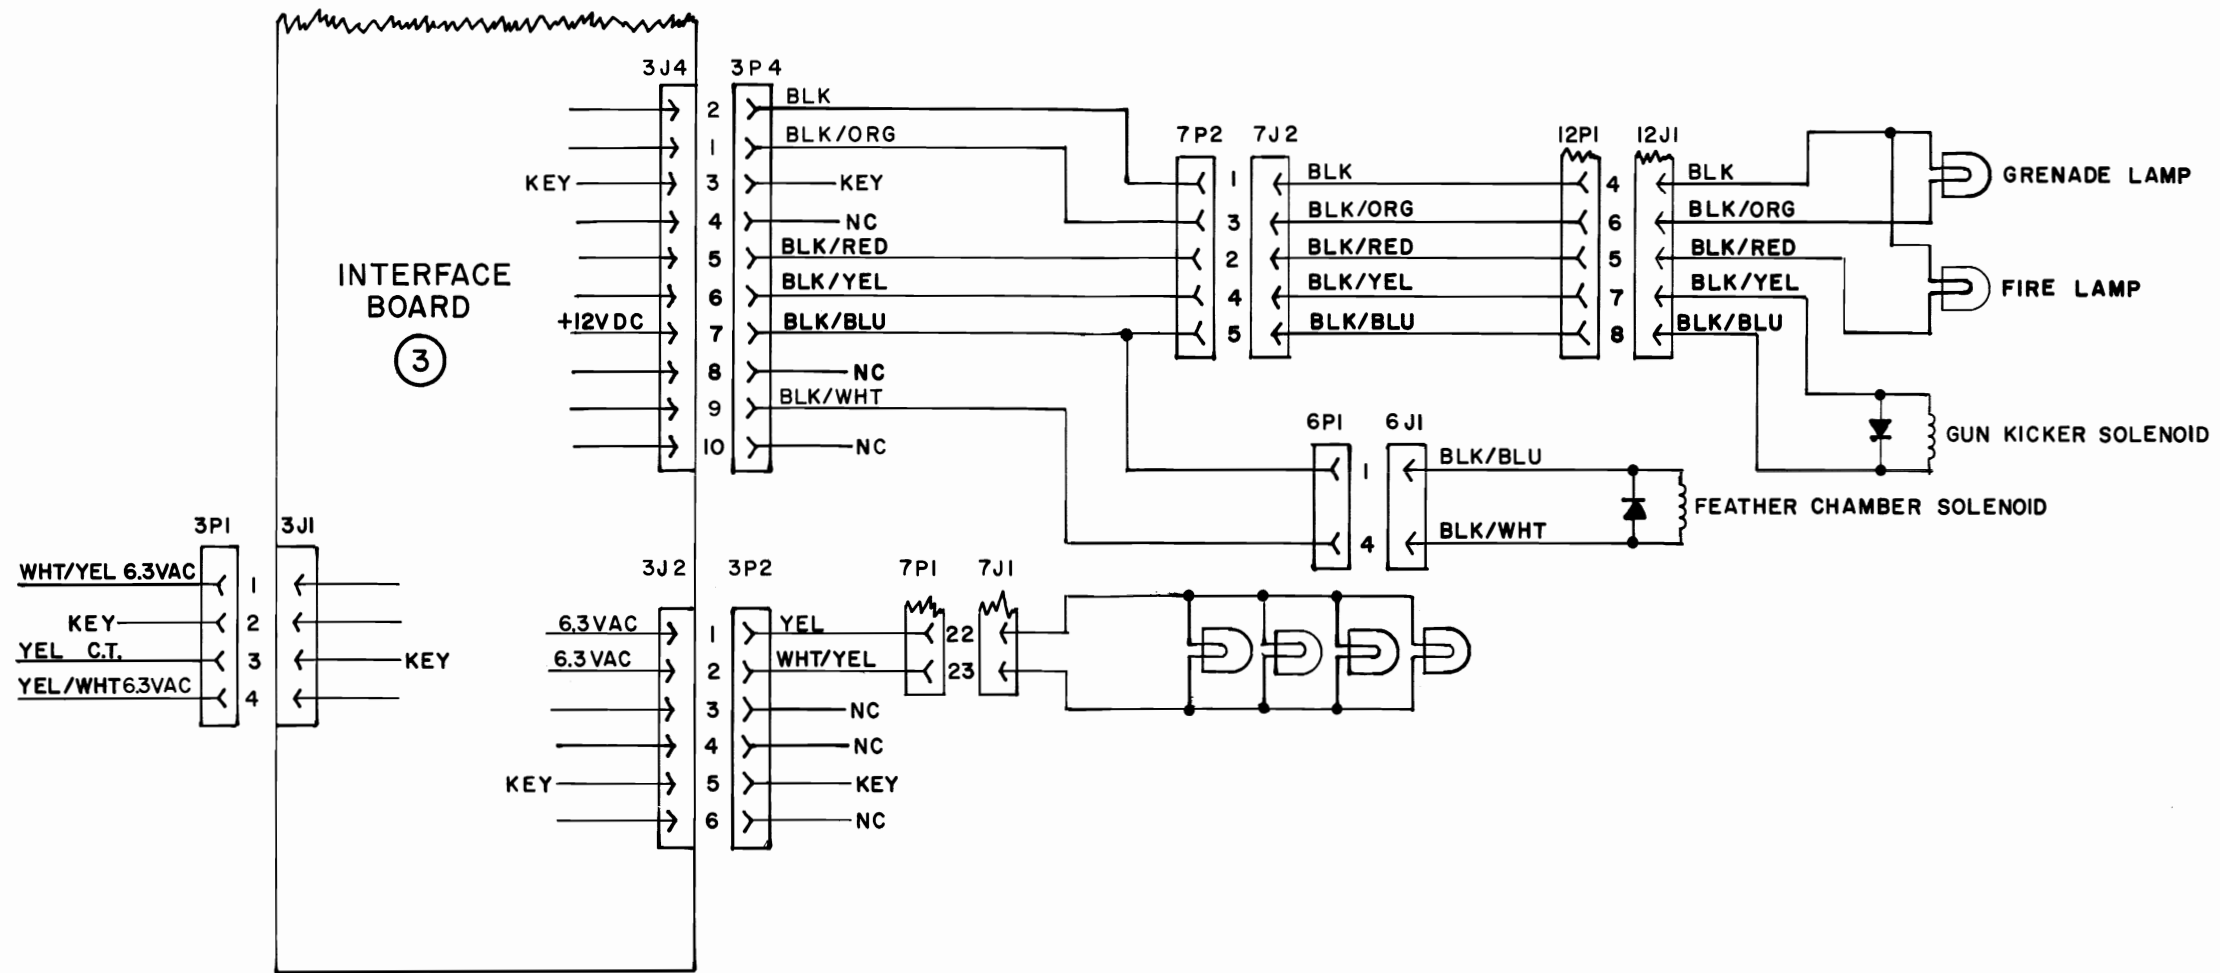 3J4 3P4
2 BLK
1 BLK/ORG
KEY 3 KEY
4 NC
5 BLK/RED
6 BLK/YEL
+12VDC 7 BLK/BLU
8 NC
9 BLK/WHT
10 NC
INTERFACE
BOARD
3
7P2 7J2 12P1 12J1
1 BLK 4 BLK
3 BLK/ORG 6 BLK/ORG
2 BLK/RED 5 BLK/RED
4 BLK/YEL 7 BLK/YEL
5 BLK/BLU 8 BLK/BLU
GRENADE LAMP
FIRE LAMP
GUN KICKER SOLENOID
6P1 6J1
1 BLK/BLU
4 BLK/WHT
FEATHER CHAMBER SOLENOID
3P1 3J1
WHT/YEL 6.3VAC 1
KEY 2
YEL C.T. 3 KEY
YEL/WHT 6.3VAC 4
3J2 3P2 7P1 7J1
6.3VAC 1 YEL 22
6.3VAC 2 WHT/YEL 23
3 NC
4 NC
KEY 5 KEY
6 NC